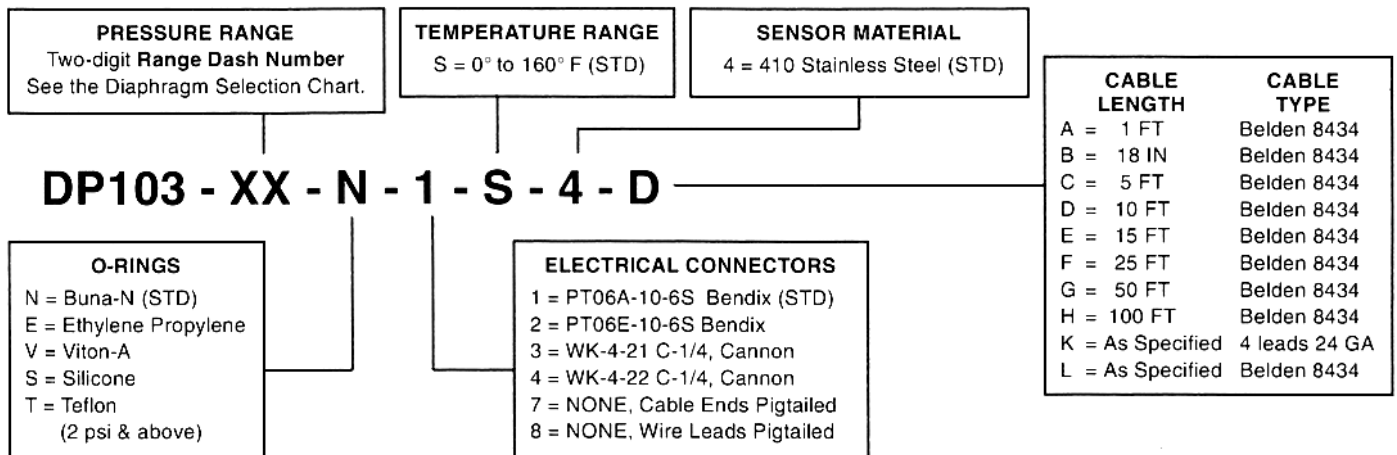 PRESSURE RANGE
Two-digit Range Dash Number
See the Diaphragm Selection Chart.
TEMPERATURE RANGE
S = 0° to 160° F (STD)
SENSOR MATERIAL
4 = 410 Stainless Steel (STD)
CABLE LENGTH CABLE TYPE
A = 1 FT Belden 8434
B = 18 IN Belden 8434
C = 5 FT Belden 8434
D = 10 FT Belden 8434
E = 15 FT Belden 8434
F = 25 FT Belden 8434
G = 50 FT Belden 8434
H = 100 FT Belden 8434
K = As Specified 4 leads 24 GA
L = As Specified Belden 8434
DP103 - XX - N - 1 - S - 4 - D
O-RINGS
N = Buna-N (STD)
E = Ethylene Propylene
V = Viton-A
S = Silicone
T = Teflon
(2 psi & above)
ELECTRICAL CONNECTORS
1 = PT06A-10-6S Bendix (STD)
2 = PT06E-10-6S Bendix
3 = WK-4-21 C-1/4, Cannon
4 = WK-4-22 C-1/4, Cannon
7 = NONE, Cable Ends Pigtailed
8 = NONE, Wire Leads Pigtailed